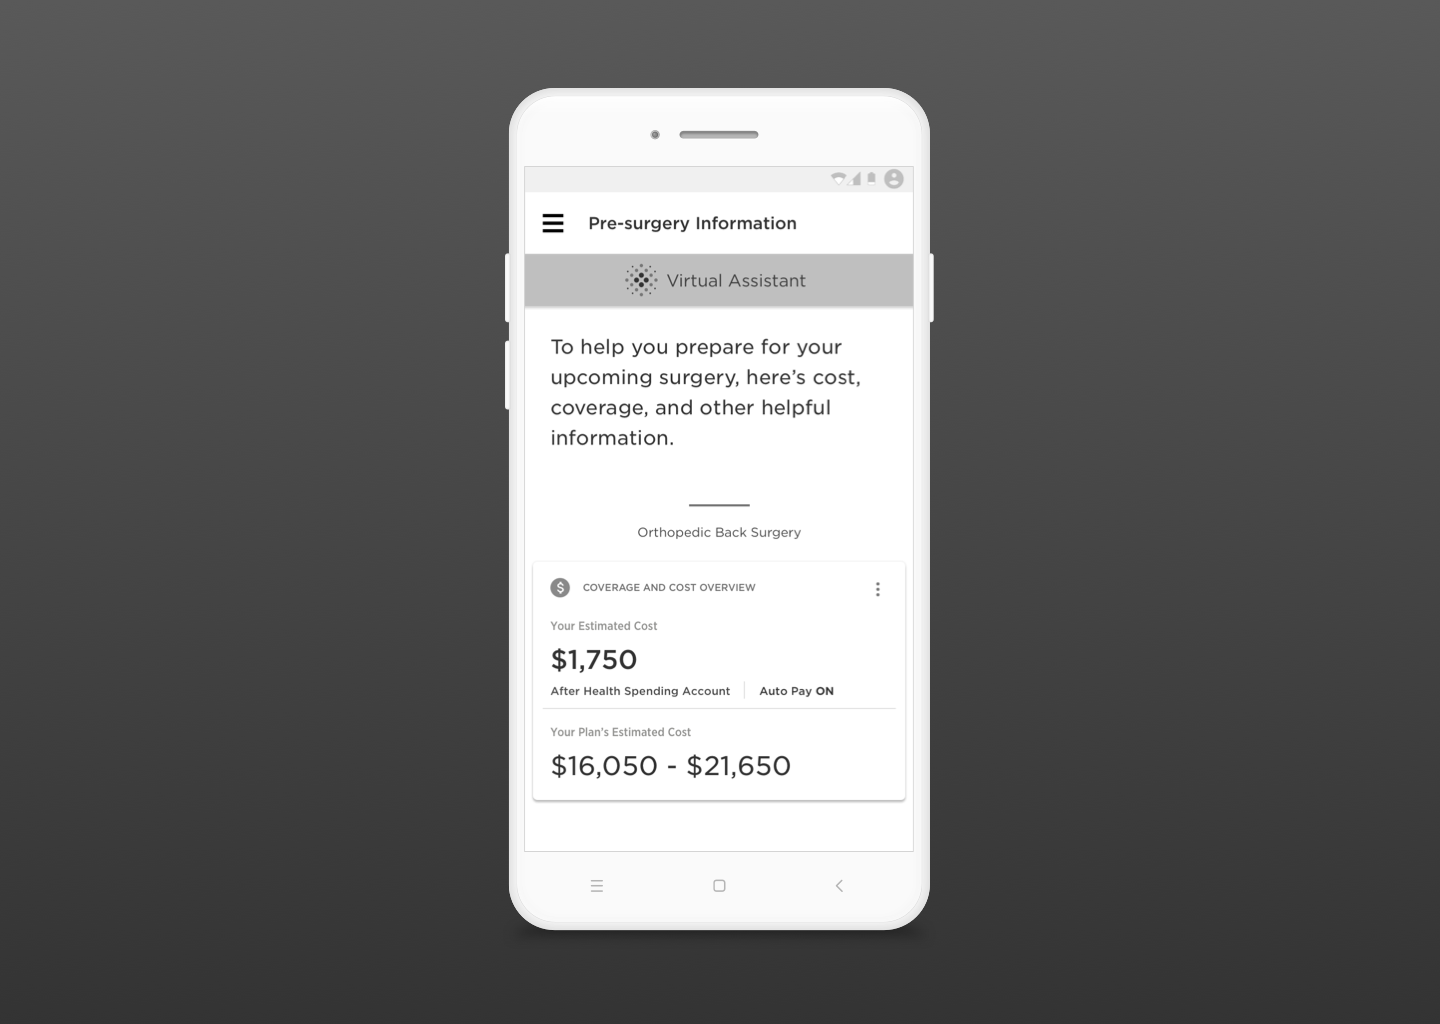 Pre-surgery Information
Virtual Assistant
To help you prepare for your
upcoming surgery, here’s cost,
coverage, and other helpful
information.
Orthopedic Back Surgery
$ COVERAGE AND COST OVERVIEW
Your Estimated Cost
$1,750
After Health Spending Account Auto Pay ON
Your Plan’s Estimated Cost
$16,050 - $21,650